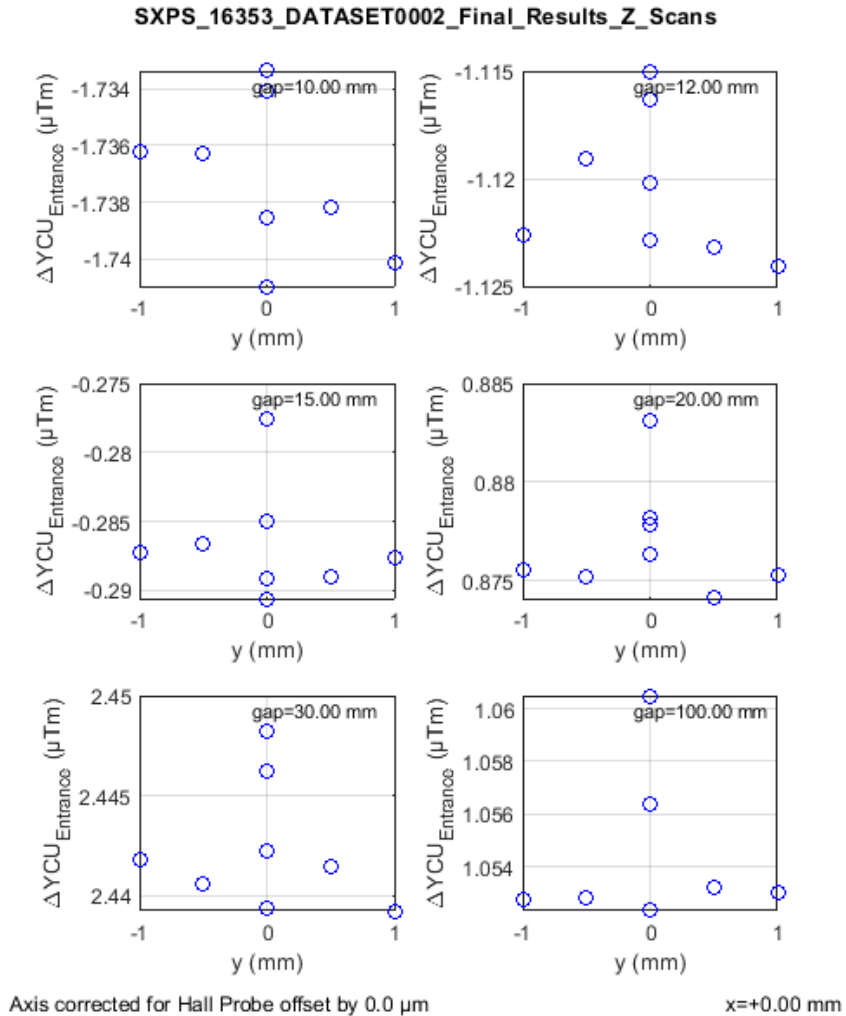 SXPS_16353_DATASET0002_Final_Results_Z_Scans
gap=10.00 mm
-1.734
-1.736
-1.738
-1.74
ΔYCU_Entrance (µTm)
-1 0 1
y (mm)
gap=12.00 mm
-1.115
-1.12
-1.125
ΔYCU_Entrance (µTm)
-1 0 1
y (mm)
gap=15.00 mm
-0.275
-0.28
-0.285
-0.29
ΔYCU_Entrance (µTm)
-1 0 1
y (mm)
gap=20.00 mm
0.885
0.88
0.875
ΔYCU_Entrance (µTm)
-1 0 1
y (mm)
gap=30.00 mm
2.45
2.445
2.44
ΔYCU_Entrance (µTm)
-1 0 1
y (mm)
gap=100.00 mm
1.06
1.058
1.056
1.054
ΔYCU_Entrance (µTm)
-1 0 1
y (mm)
Axis corrected for Hall Probe offset by 0.0 µm
x=+0.00 mm